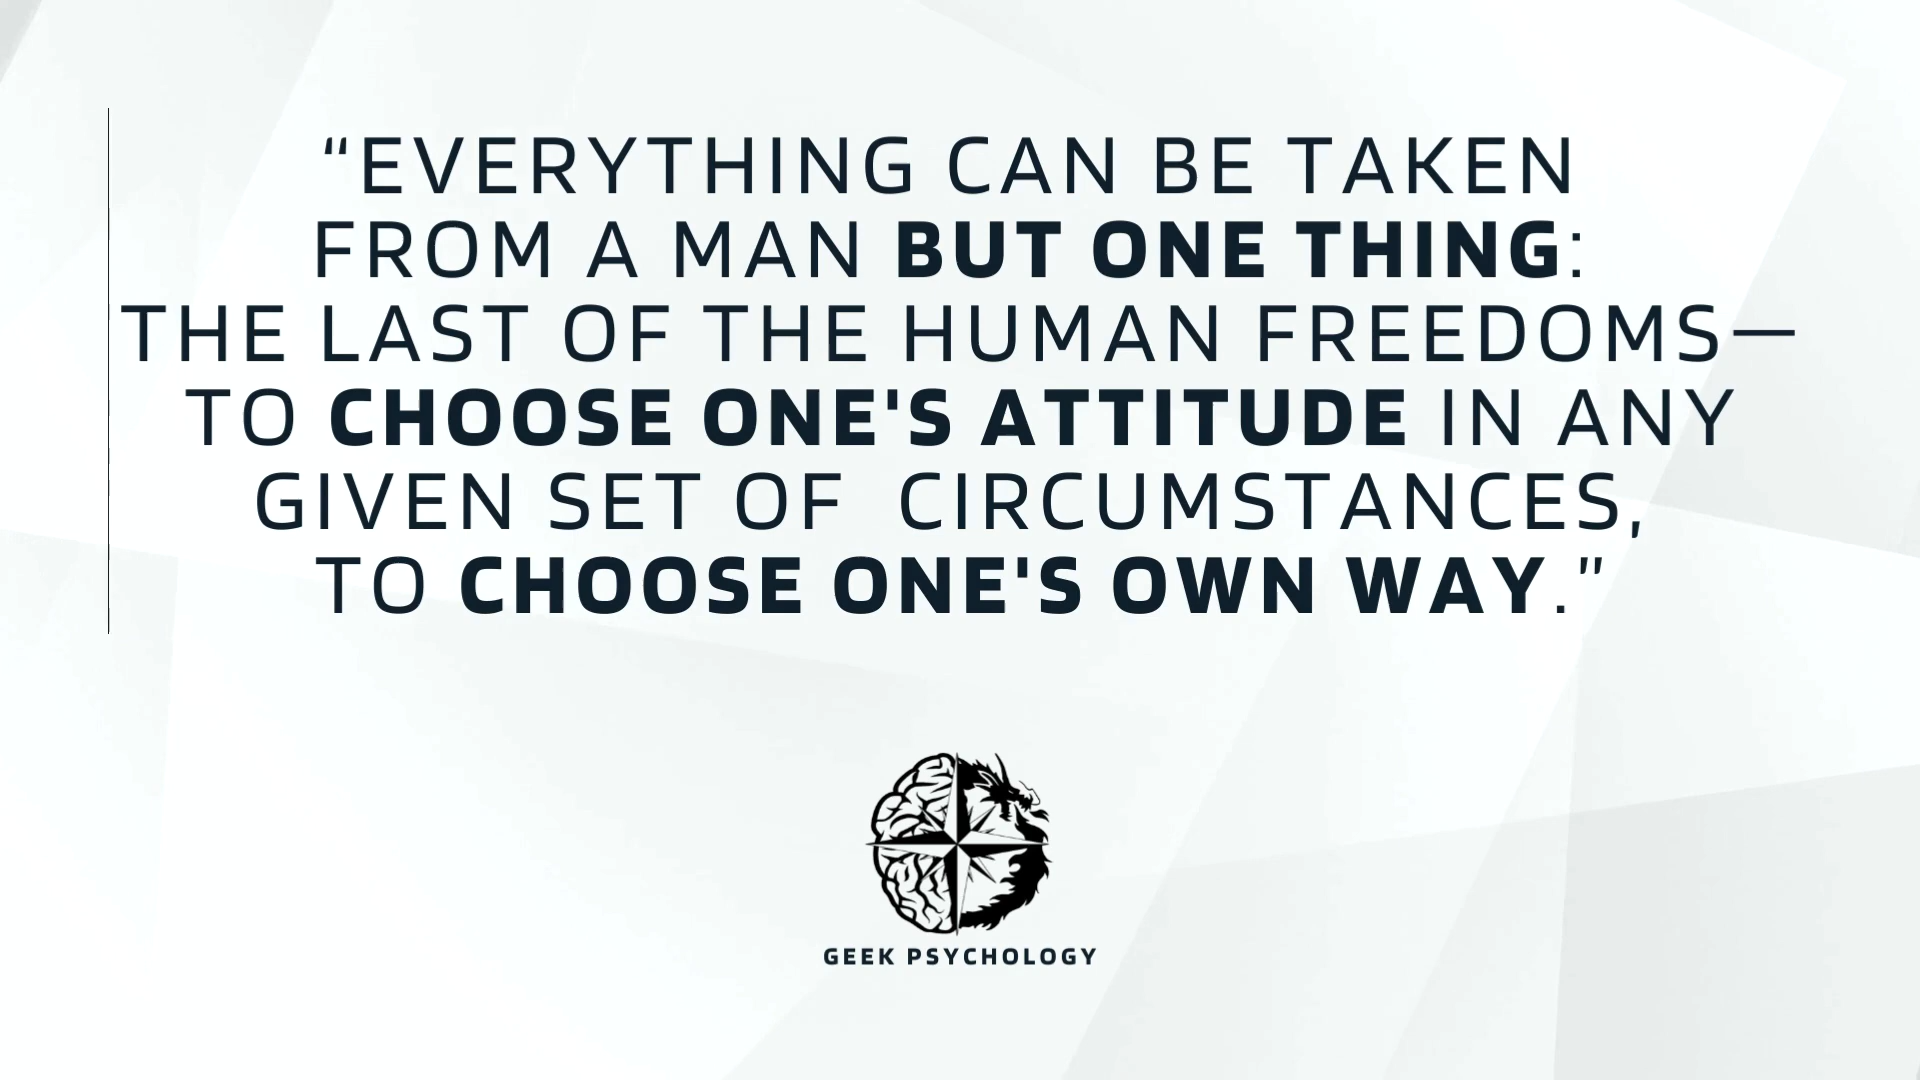 “EVERYTHING CAN BE TAKEN
FROM A MAN BUT ONE THING:
THE LAST OF THE HUMAN FREEDOMS—
TO CHOOSE ONE'S ATTITUDE IN ANY
GIVEN SET OF  CIRCUMSTANCES,
TO CHOOSE ONE'S OWN WAY.”
GEEK PSYCHOLOGY